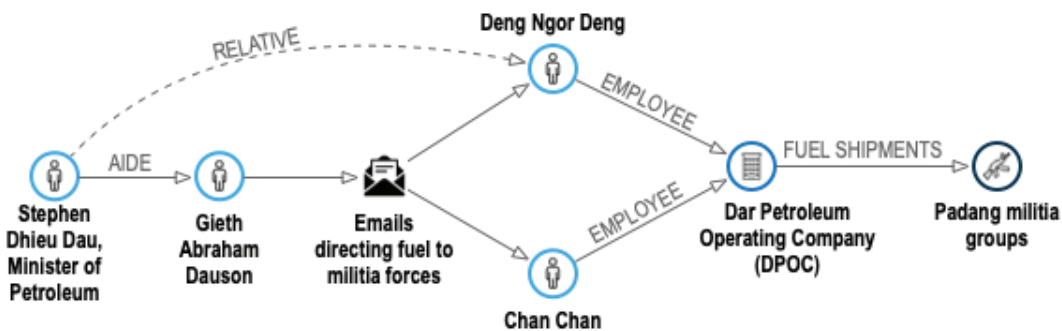 Deng Ngor Deng
RELATIVE
EMPLOYEE
AIDE
FUEL SHIPMENTS
Stephen
Dhieu Dau,
Minister of
Petroleum
Gieth
Abraham
Dauson
Emails
directing fuel to
militia forces
EMPLOYEE
Dar Petroleum
Operating Company
(DPOC)
Padang militia
groups
Chan Chan